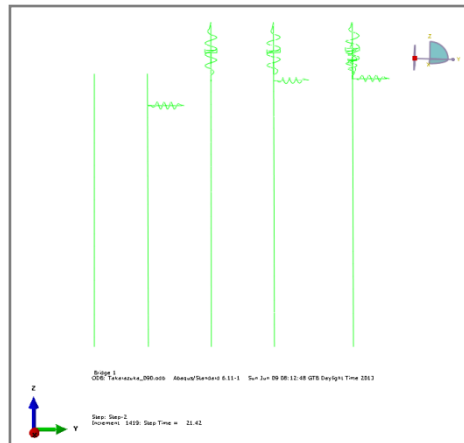 Z
Y
Z
Y
Bridge 1
ODB: Takarazuka_090.odb Abaqus/Standard 6.11-1 Sun Jun 09 08:12:48 GTB Daylight Time 2013
Step: Step-2
Increment 1419: Step Time = 21.42